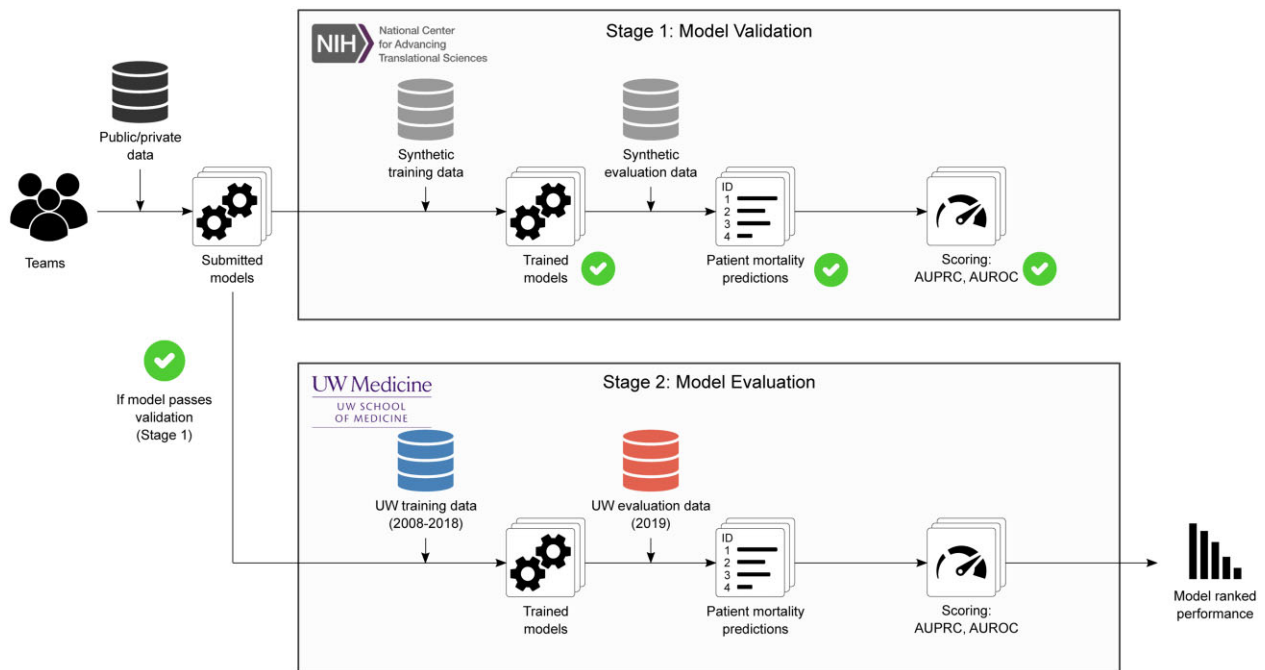 NIH
National Center
for Advancing
Translational Sciences
Stage 1: Model Validation
Public/private
data
Synthetic
training data
Synthetic
evaluation data
ID
1
2
3
4
Teams
Submitted
models
Trained
models
Patient mortality
predictions
Scoring:
AUPRC, AUROC
If model passes
validation
(Stage 1)
UW Medicine
UW SCHOOL
OF MEDICINE
Stage 2: Model Evaluation
UW training data
(2008-2018)
UW evaluation data
(2019)
ID
1
2
3
4
Trained
models
Patient mortality
predictions
Scoring:
AUPRC, AUROC
Model ranked
performance